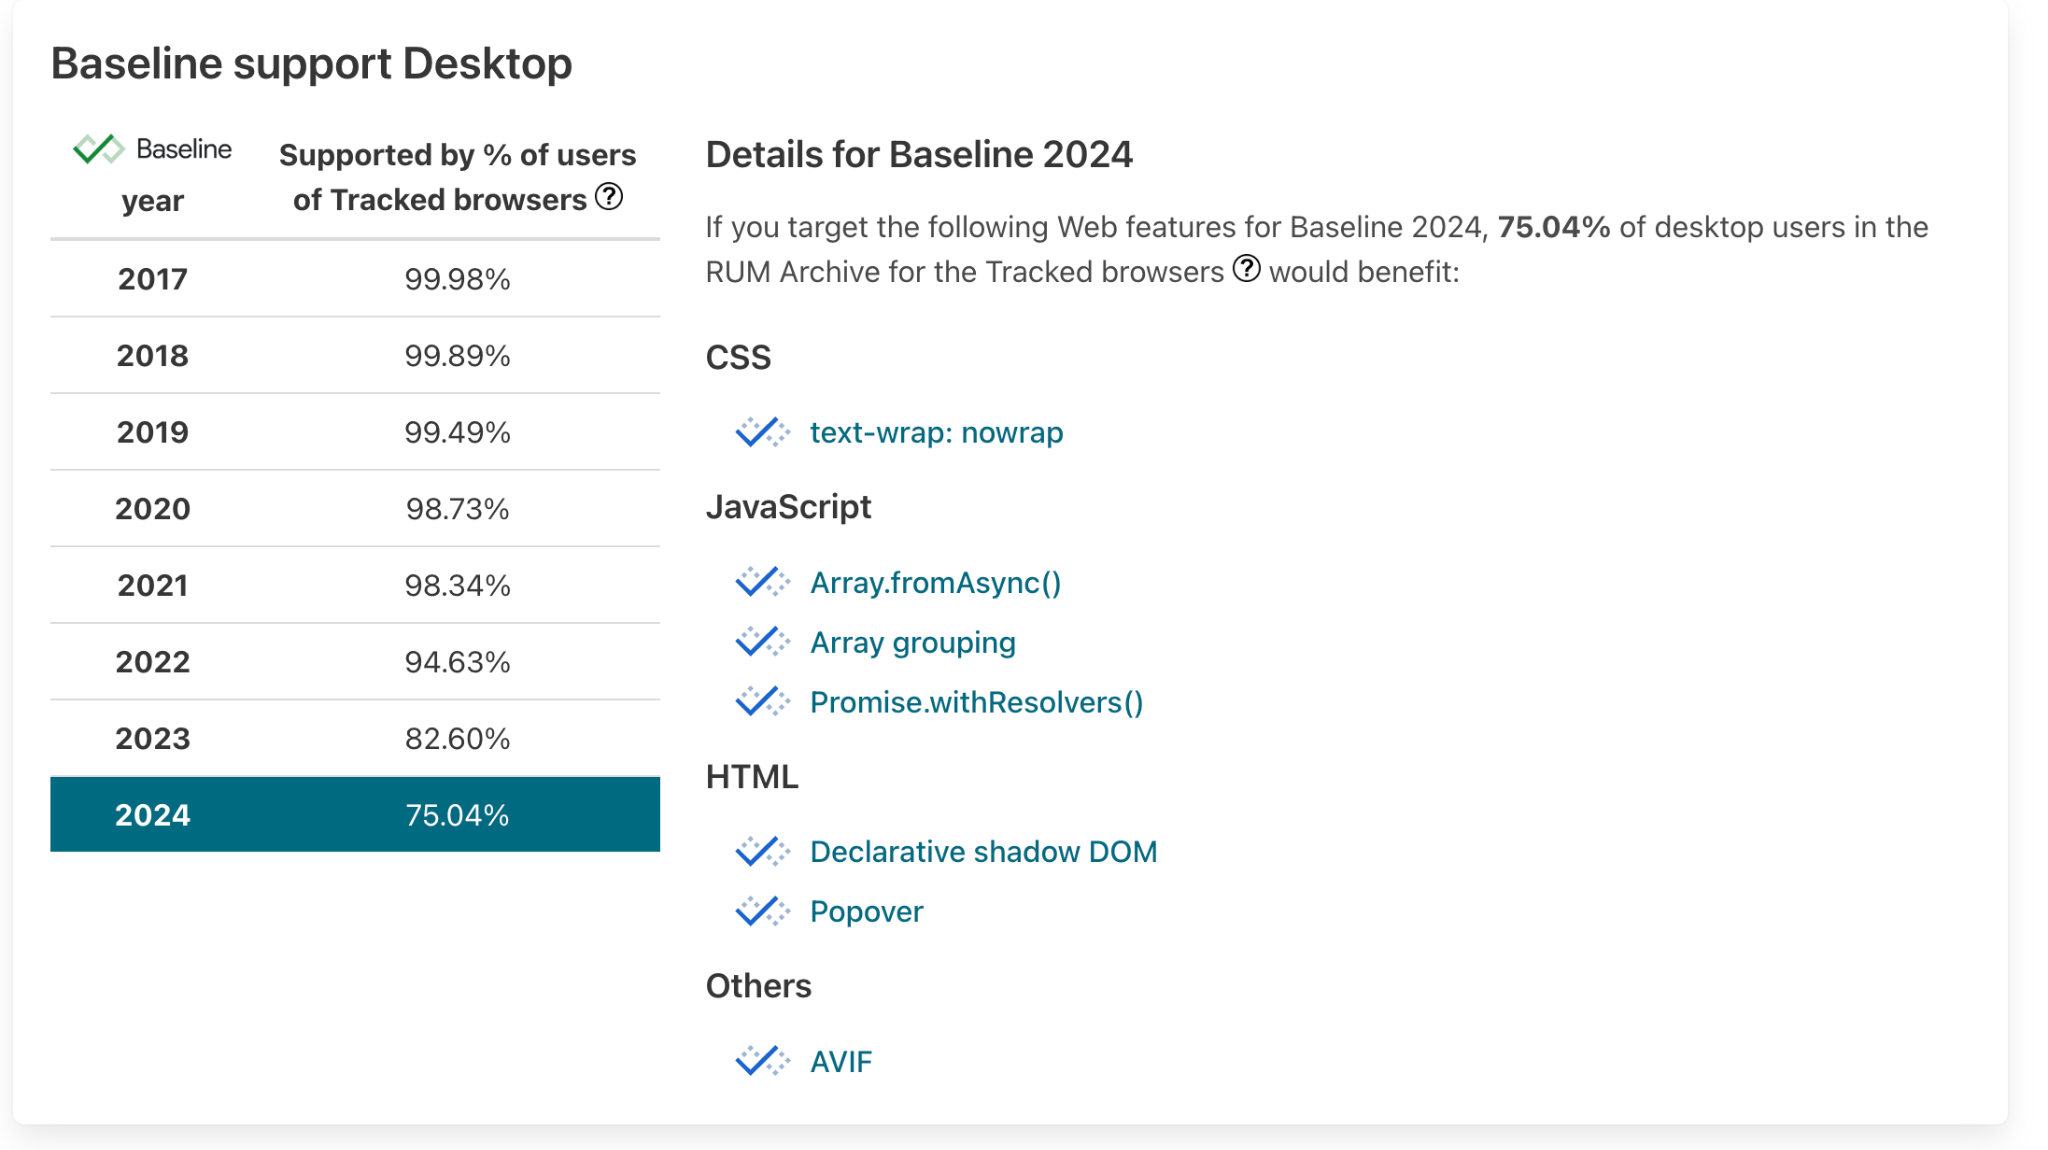 Baseline support Desktop
Baseline
year
Supported by % of users
of Tracked browsers ?
2017 99.98%
2018 99.89%
2019 99.49%
2020 98.73%
2021 98.34%
2022 94.63%
2023 82.60%
2024 75.04%
Details for Baseline 2024
If you target the following Web features for Baseline 2024, 75.04% of desktop users in the
RUM Archive for the Tracked browsers ? would benefit:
CSS
text-wrap: nowrap
JavaScript
Array.fromAsync()
Array grouping
Promise.withResolvers()
HTML
Declarative shadow DOM
Popover
Others
AVIF